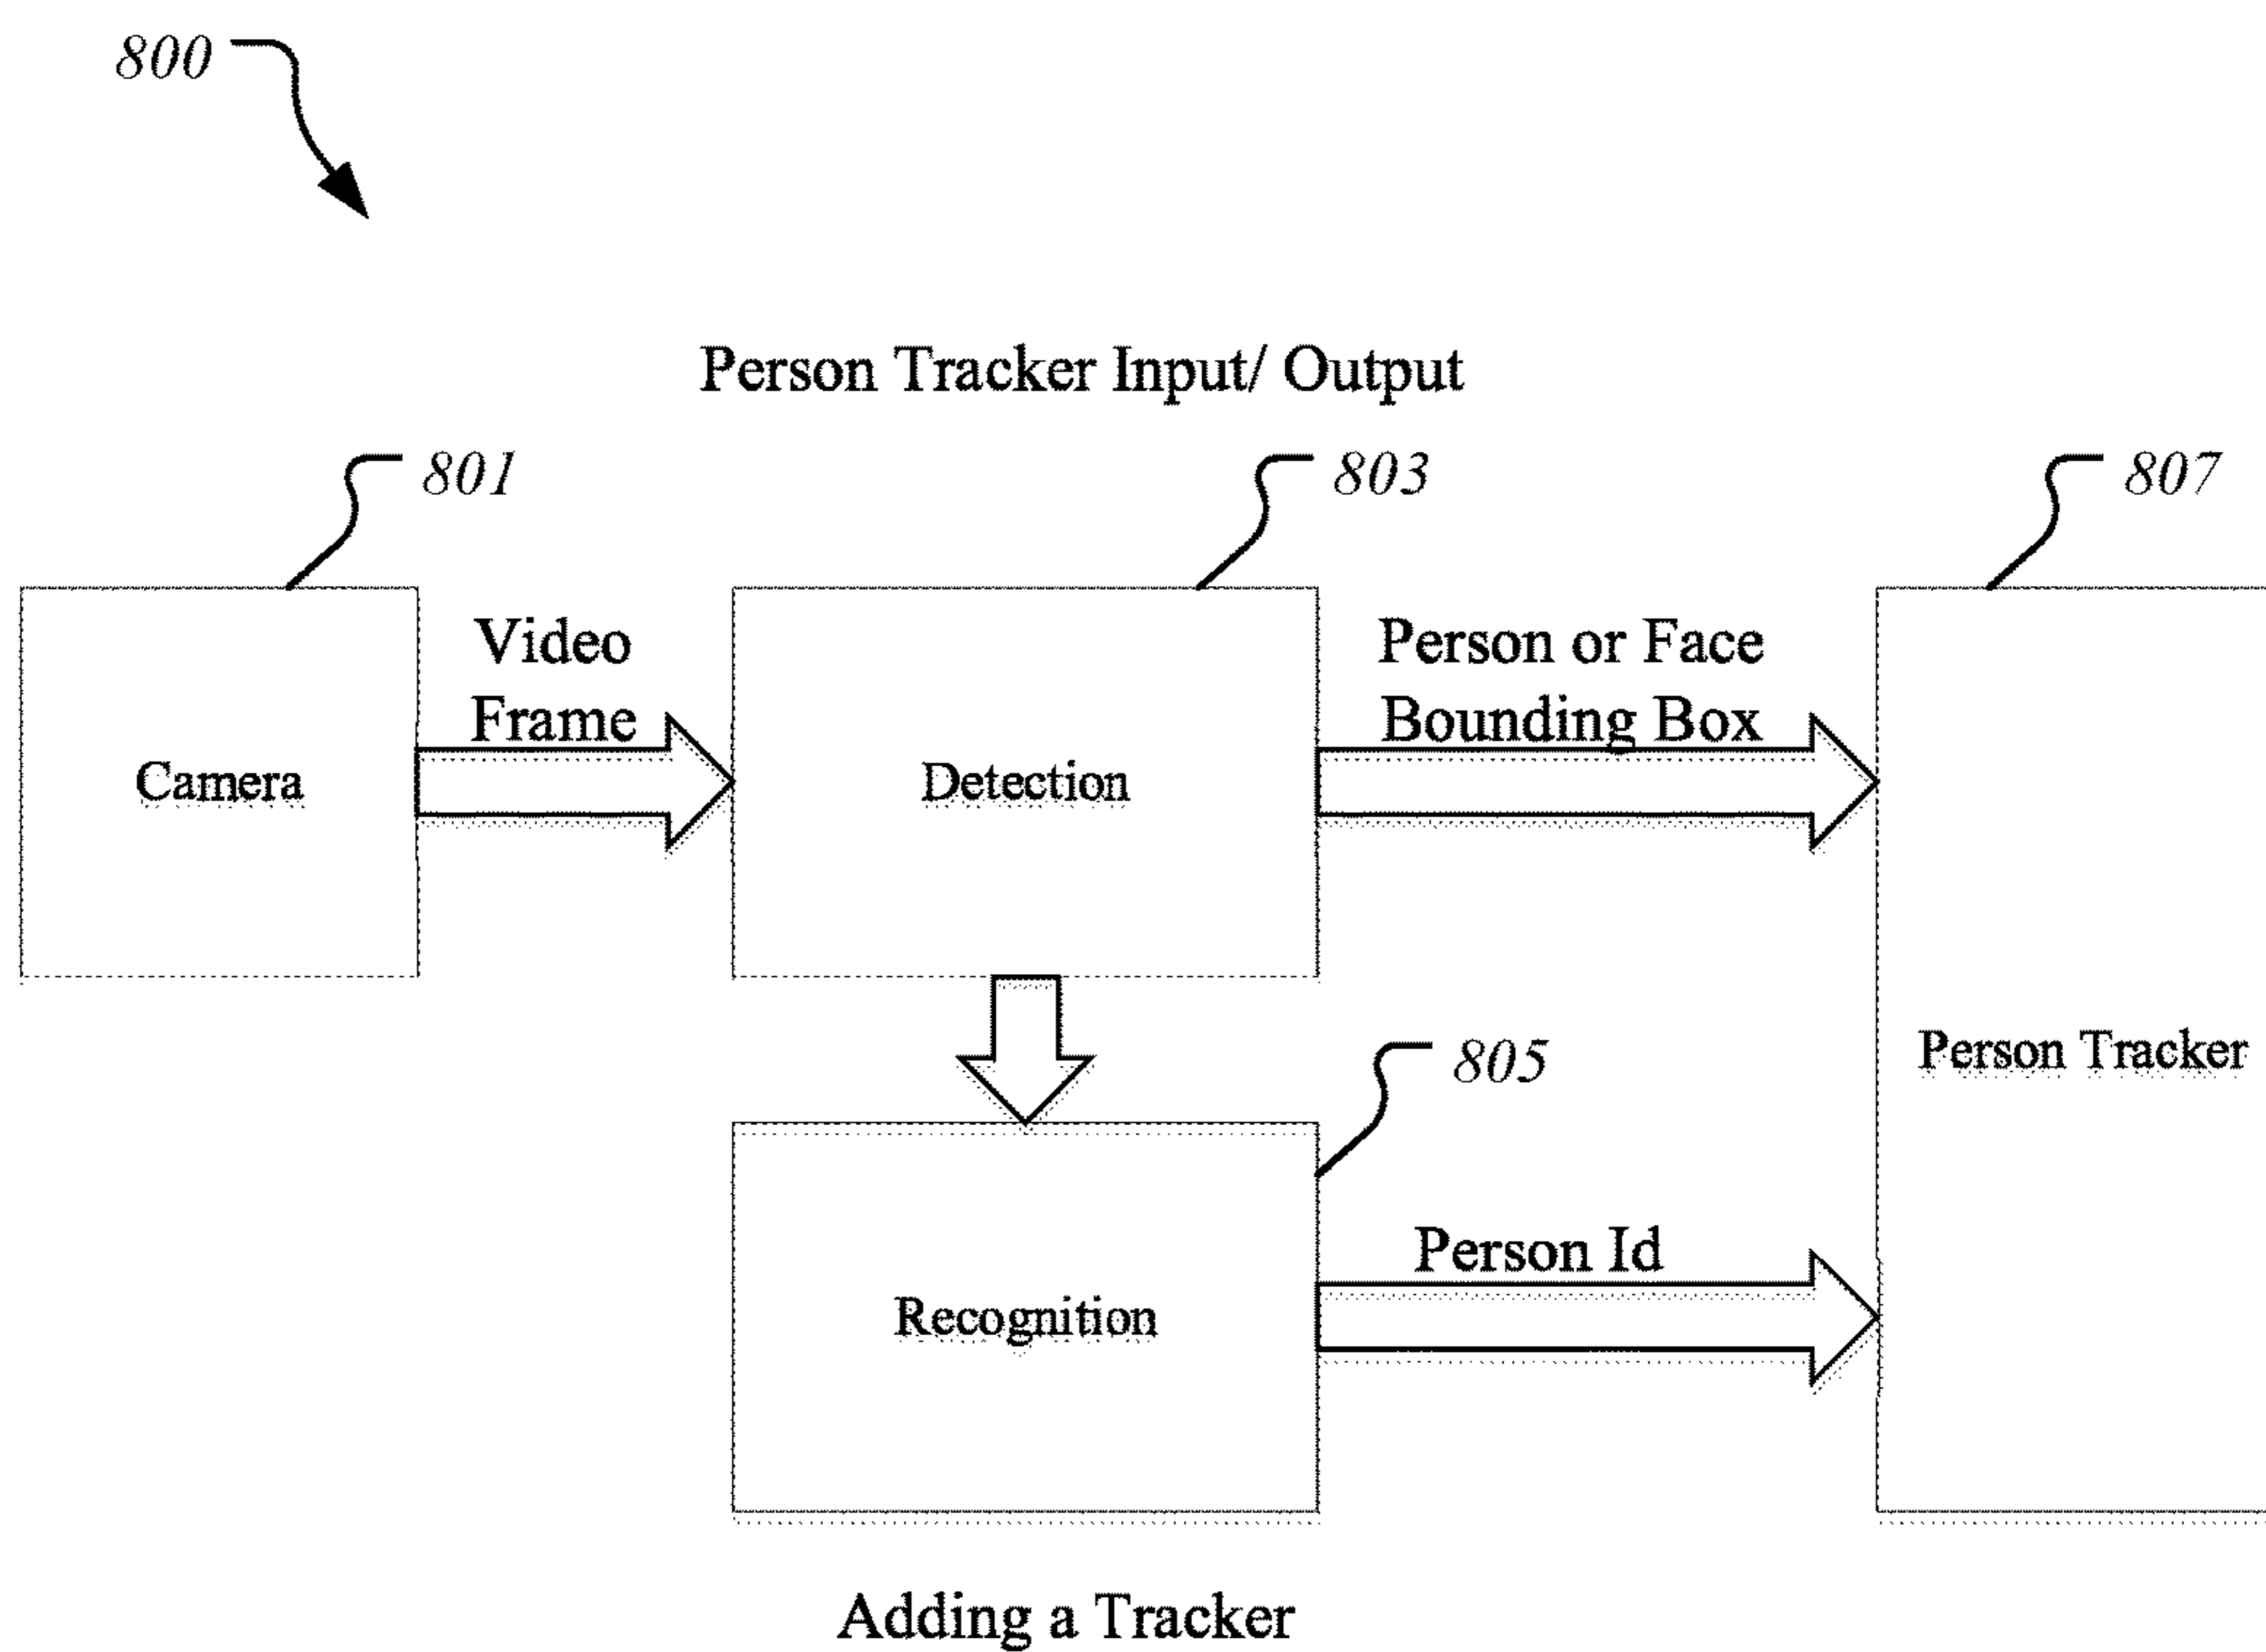 800
Person Tracker Input/ Output
801
803
807
Video
Frame
Person or Face
Bounding Box
Camera
Detection
Person Tracker
805
Person Id
Recognition
Adding a Tracker